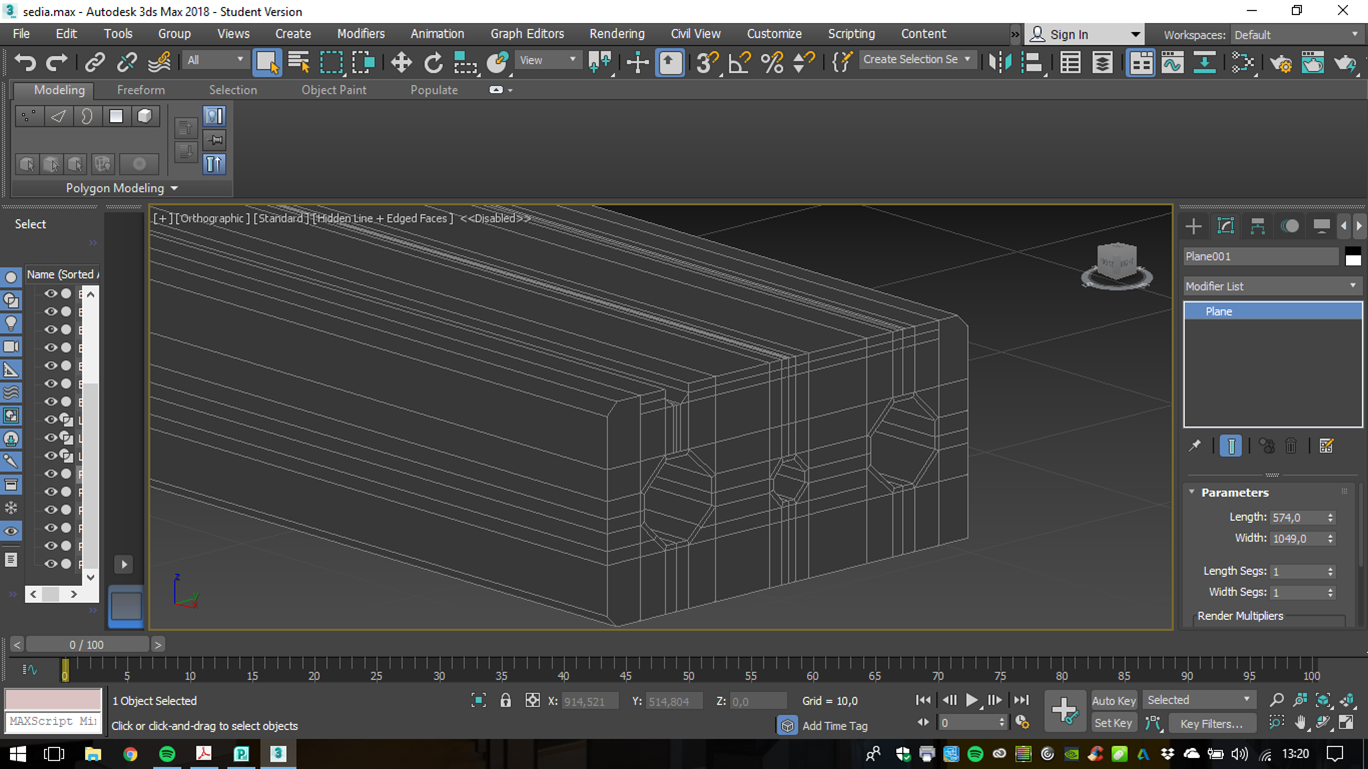 sedia.max - Autodesk 3ds Max 2018 - Student Version
File Edit Tools Group Views Create Modifiers Animation Graph Editors Rendering Civil View Customize Scripting Content » Sign In Workspaces: Default
All View Create Selection Se
Modeling Freeform Selection Object Paint Populate
Polygon Modeling
[+] [Orthographic] [Standard] [Hidden Line + Edged Faces] <<Disabled>>
Select
Name (Sorted A
Plane001
Modifier List
Plane
Parameters
Length: 574,0
Width: 1049,0
Length Segs: 1
Width Segs: 1
Render Multipliers
z
0 / 100
0 5 10 15 20 25 30 35 40 45 50 55 60 65 70 75 80 85 90 95 100
1 Object Selected X: 914,521 Y: 514,804 Z: 0,0 Grid = 10,0 Auto Key Selected
MAXScript Mi
Click or click-and-drag to select objects Add Time Tag 0 Set Key Key Filters...
13:20